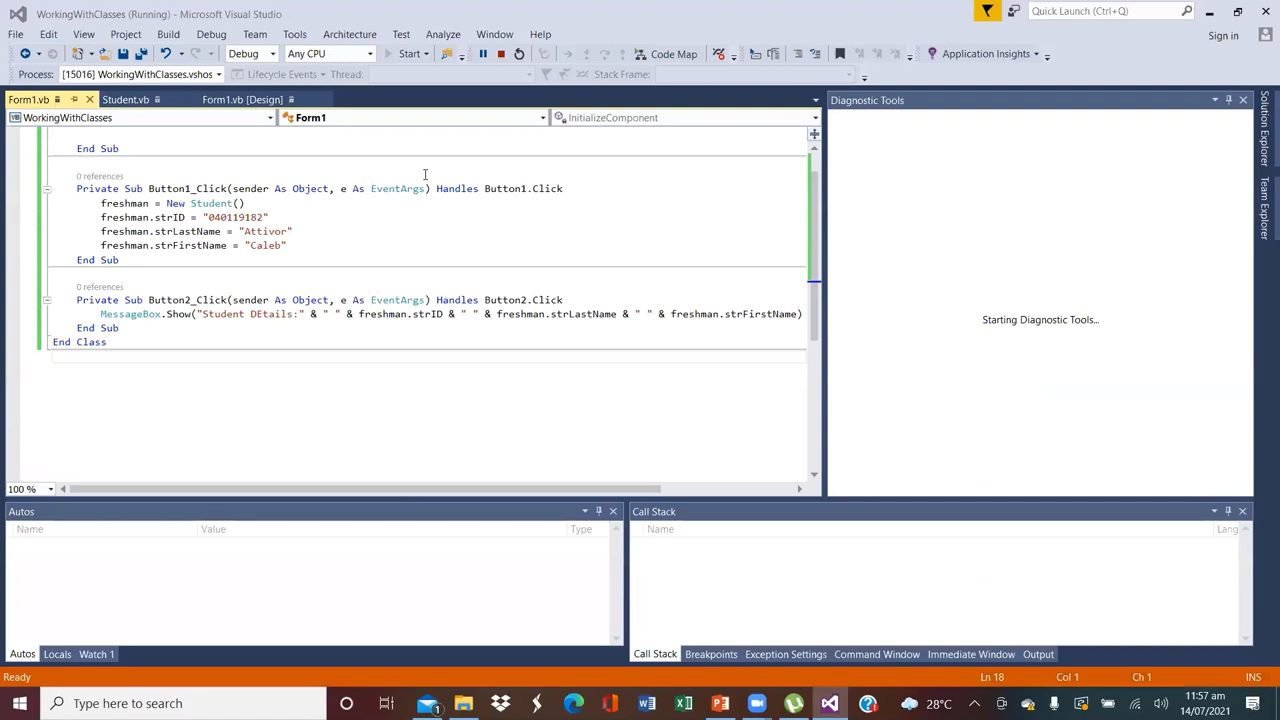 WorkingWithClasses (Running) - Microsoft Visual Studio
Quick Launch (Ctrl+Q)
File Edit View Project Build Debug Team Tools Architecture Test Analyze Window Help
Sign in
Debug Any CPU Start Code Map Application Insights
Process: [15016] WorkingWithClasses.vshos Lifecycle Events Thread: Stack Frame:
Form1.vb Student.vb Form1.vb [Design]
WorkingWithClasses Form1 InitializeComponent
End Sub
0 references
Private Sub Button1_Click(sender As Object, e As EventArgs) Handles Button1.Click
freshman = New Student()
freshman.strID = "040119182"
freshman.strLastName = "Attivor"
freshman.strFirstName = "Caleb"
End Sub
0 references
Private Sub Button2_Click(sender As Object, e As EventArgs) Handles Button2.Click
MessageBox.Show("Student DEtails:" & " " & freshman.strID & " " & freshman.strLastName & " " & freshman.strFirstName)
End Sub
End Class
100 %
Diagnostic Tools
Starting Diagnostic Tools...
Solution Explorer
Team Explorer
Autos
Name Value Type
Autos Locals Watch 1
Call Stack
Name Lang
Call Stack Breakpoints Exception Settings Command Window Immediate Window Output
Ready Ln 18 Col 1 Ch 1 INS
Type here to search
28°C
11:57 am
14/07/2021